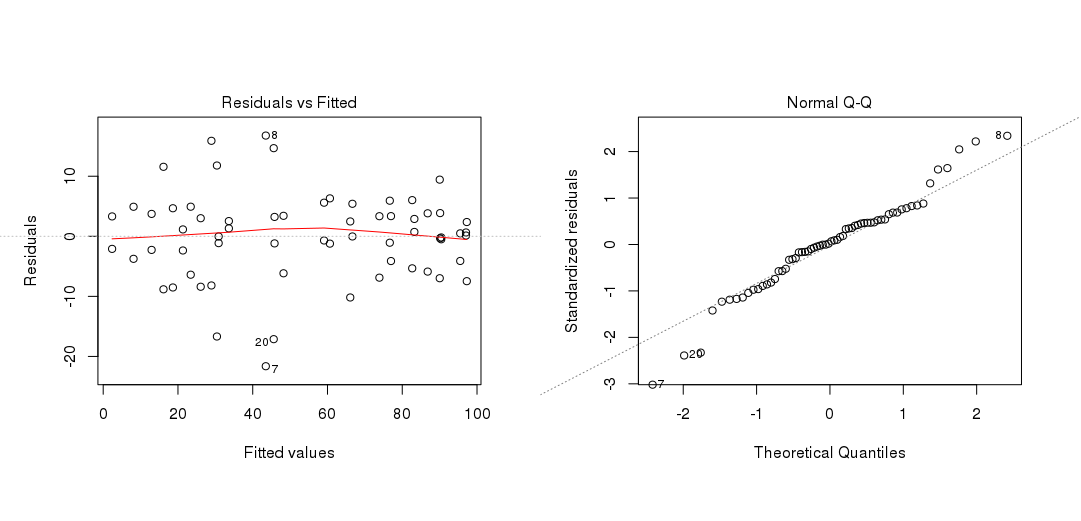 Residuals vs Fitted
Residuals
10
0
-10
-20
8
20
7
0 20 40 60 80 100
Fitted values
Normal Q-Q
Standardized residuals
2
1
0
-1
-2
-3
8
20
7
-2 -1 0 1 2
Theoretical Quantiles